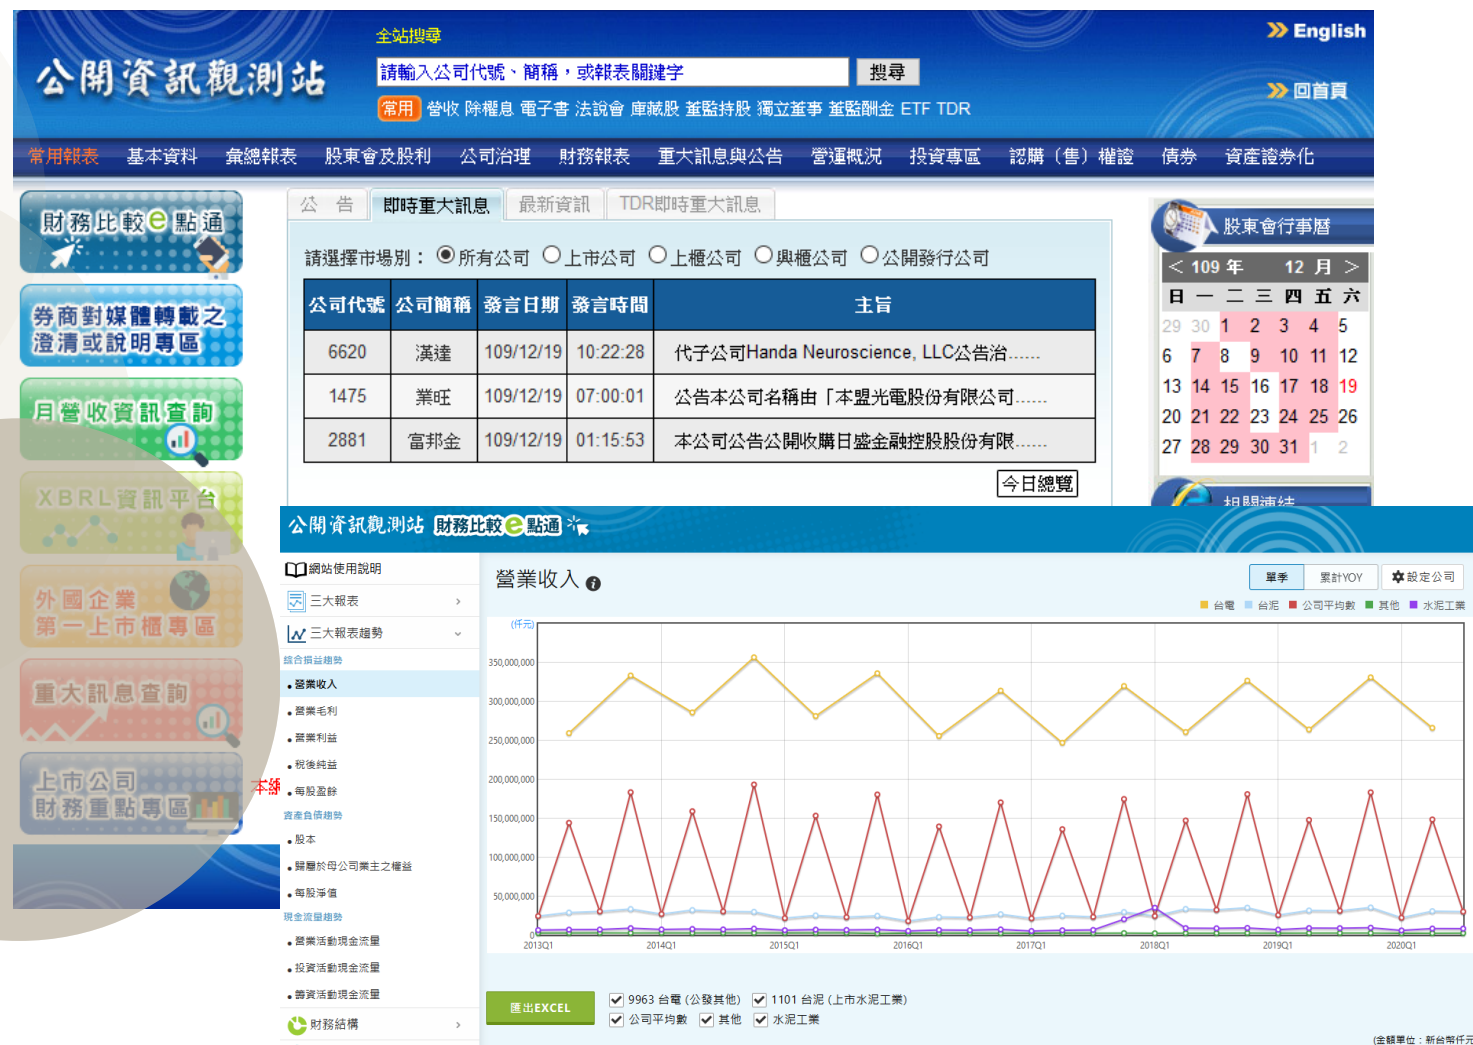 全站搜尋
>> English
公開資訊觀測站
請輸入公司代號、簡稱，或報表關鍵字
搜尋
>> 回首頁
常用 營收 除權息 電子書 法說會 庫藏股 董監持股 獨立董事 董監酬金 ETF TDR
常用報表 基本資料 彙總報表 股東會及股利 公司治理 財務報表 重大訊息與公告 營運概況 投資專區 認購（售）權證 債券 資產證券化
財務比較e點通
券商對媒體轉載之
澄清或說明專區
月營收資訊查詢
XBRL資訊平台
外國企業
第一上市櫃專區
重大訊息查詢
上市公司
財務重點專區
公 告 即時重大訊息 最新資訊 TDR即時重大訊息
請選擇市場別： 所有公司 上市公司 上櫃公司 興櫃公司 公開發行公司
公司代號 公司簡稱 發言日期 發言時間 主旨
6620 漢達 109/12/19 10:22:28 代子公司Handa Neuroscience, LLC公告治......
1475 業旺 109/12/19 07:00:01 公告本公司名稱由「本盟光電股份有限公司......
2881 富邦金 109/12/19 01:15:53 本公司公告公開收購日盛金融控股股份有限......
今日總覽
股東會行事曆
< 109 年 12 月 >
日 一 二 三 四 五 六
29 30 1 2 3 4 5
6 7 8 9 10 11 12
13 14 15 16 17 18 19
20 21 22 23 24 25 26
27 28 29 30 31 1 2
相關連結
公開資訊觀測站 財務比較e點通
網站使用說明
三大報表
三大報表趨勢
綜合損益趨勢
營業收入
營業毛利
營業利益
稅後純益
每股盈餘
資產負債趨勢
股本
歸屬於母公司業主之權益
每股淨值
現金流量趨勢
營業活動現金流量
投資活動現金流量
籌資活動現金流量
財務結構
營業收入
單季 累計YOY 設定公司
台電 台泥 公司平均數 其他 水泥工業
(仟元)
350,000,000
300,000,000
250,000,000
200,000,000
150,000,000
100,000,000
50,000,000
0
2013Q1 2014Q1 2015Q1 2016Q1 2017Q1 2018Q1 2019Q1 2020Q1
匯出EXCEL
9963 台電 (公發其他) 1101 台泥 (上市水泥工業)
公司平均數 其他 水泥工業
(金額單位：新台幣仟元